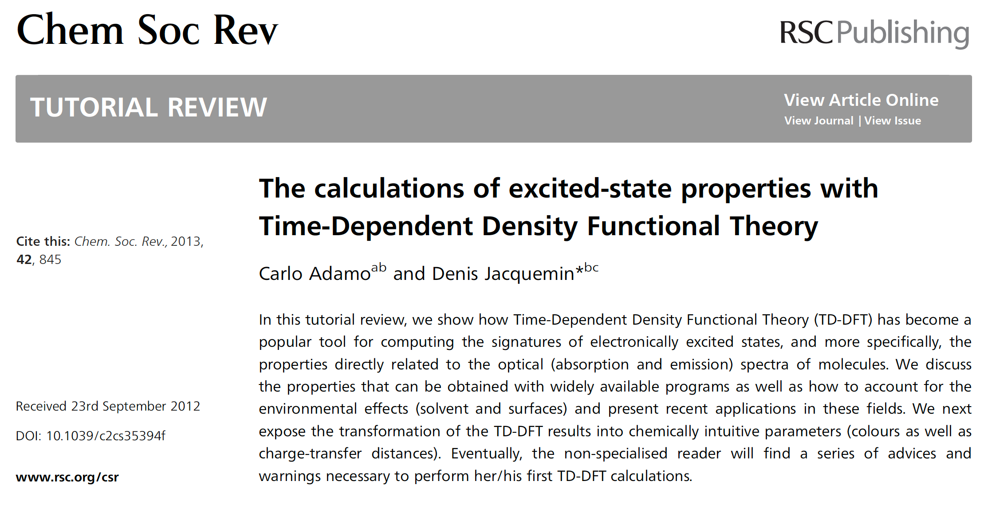 Chem Soc Rev
RSCPublishing
TUTORIAL REVIEW
View Article Online
View Journal | View Issue
The calculations of excited-state properties with
Time-Dependent Density Functional Theory
Cite this: Chem. Soc. Rev., 2013,
42, 845
Carlo Adamoab and Denis Jacquemin*bc
In this tutorial review, we show how Time-Dependent Density Functional Theory (TD-DFT) has become a
popular tool for computing the signatures of electronically excited states, and more specifically, the
properties directly related to the optical (absorption and emission) spectra of molecules. We discuss
the properties that can be obtained with widely available programs as well as how to account for the
environmental effects (solvent and surfaces) and present recent applications in these fields. We next
expose the transformation of the TD-DFT results into chemically intuitive parameters (colours as well as
charge-transfer distances). Eventually, the non-specialised reader will find a series of advices and
warnings necessary to perform her/his first TD-DFT calculations.
Received 23rd September 2012
DOI: 10.1039/c2cs35394f
www.rsc.org/csr